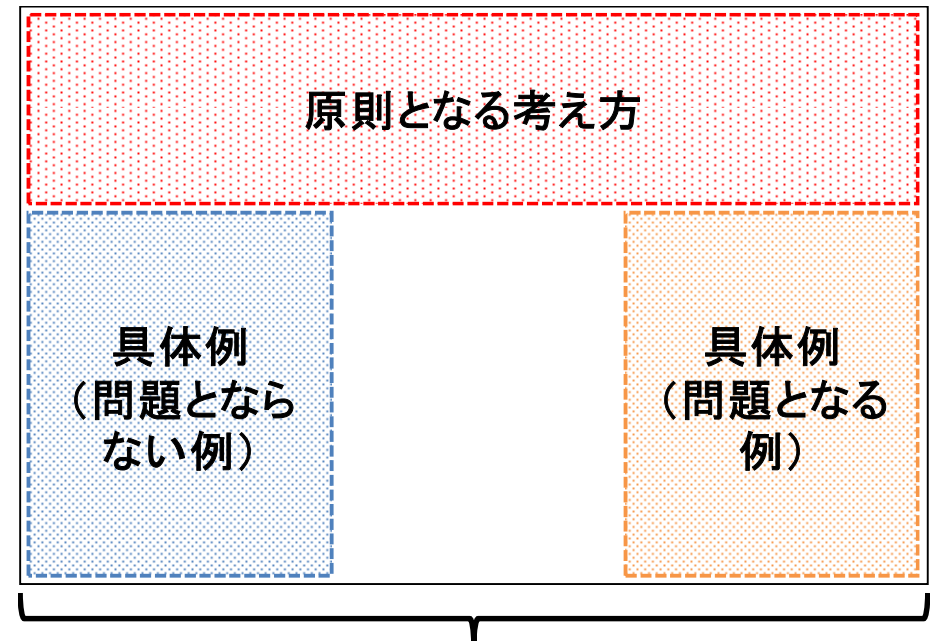 原則となる考え方
具体例
（問題となら
ない例）
具体例
（問題となる
例）